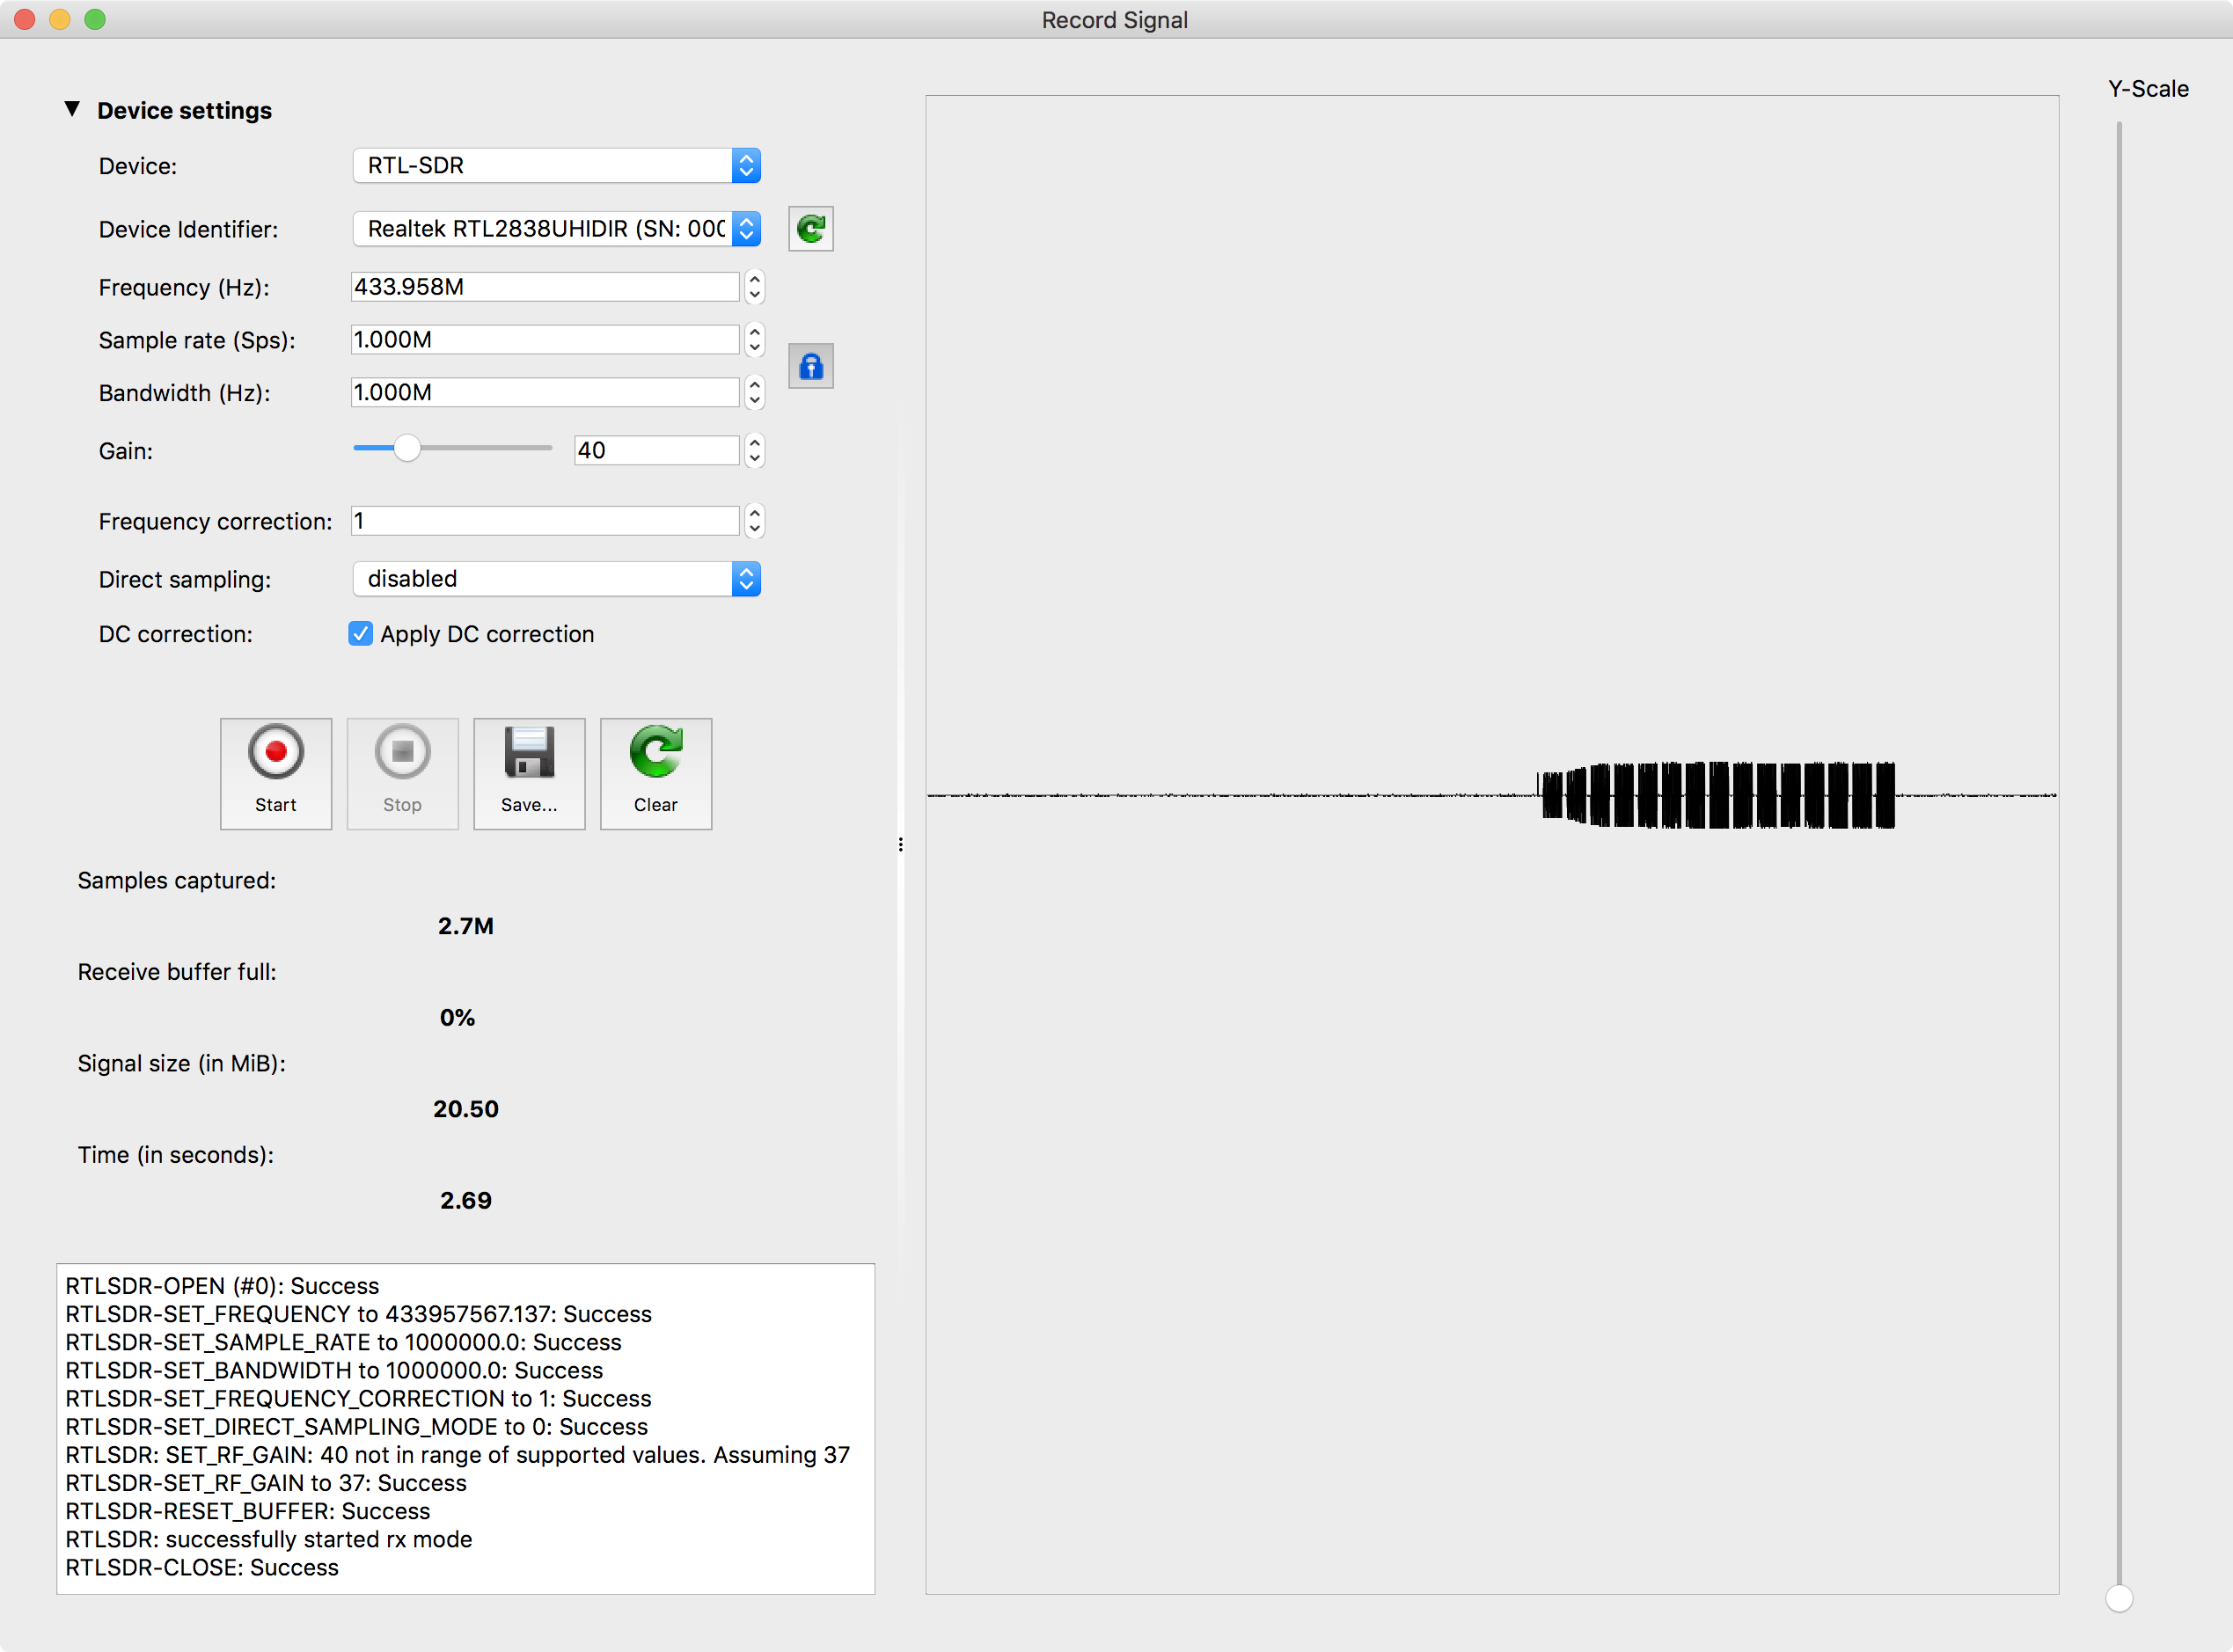 Record Signal
Device settings
Device:
RTL-SDR
Device Identifier:
Realtek RTL2838UHIDIR (SN: 000
Frequency (Hz):
433.958M
Sample rate (Sps):
1.000M
Bandwidth (Hz):
1.000M
Gain:
40
Frequency correction:
1
Direct sampling:
disabled
DC correction:
Apply DC correction
Start
Stop
Save...
Clear
Samples captured:
2.7M
Receive buffer full:
0%
Signal size (in MiB):
20.50
Time (in seconds):
2.69
RTLSDR-OPEN (#0): Success
RTLSDR-SET_FREQUENCY to 433957567.137: Success
RTLSDR-SET_SAMPLE_RATE to 1000000.0: Success
RTLSDR-SET_BANDWIDTH to 1000000.0: Success
RTLSDR-SET_FREQUENCY_CORRECTION to 1: Success
RTLSDR-SET_DIRECT_SAMPLING_MODE to 0: Success
RTLSDR: SET_RF_GAIN: 40 not in range of supported values. Assuming 37
RTLSDR-SET_RF_GAIN to 37: Success
RTLSDR-RESET_BUFFER: Success
RTLSDR: successfully started rx mode
RTLSDR-CLOSE: Success
Y-Scale